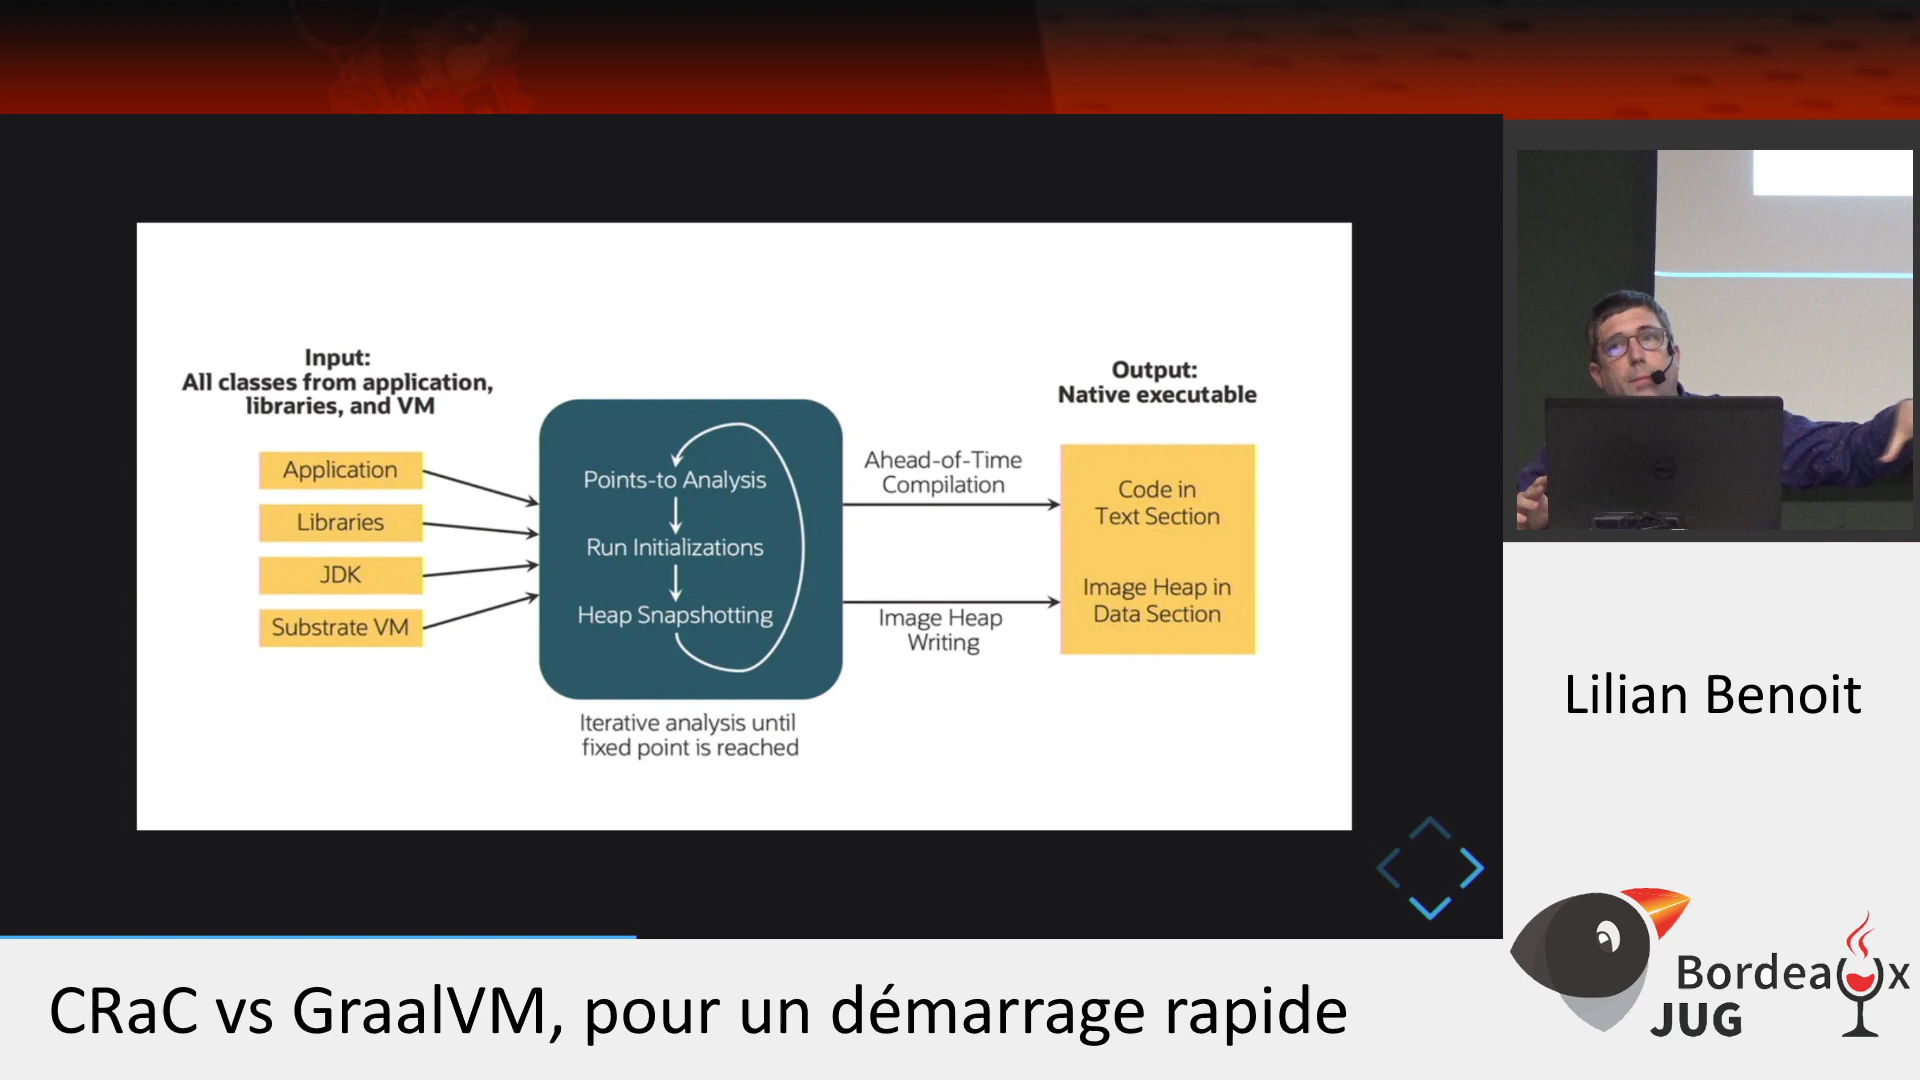 Input:
All classes from application,
libraries, and VM
Application
Libraries
JDK
Substrate VM
Points-to Analysis
Run Initializations
Heap Snapshotting
Iterative analysis until
fixed point is reached
Ahead-of-Time
Compilation
Image Heap
Writing
Output:
Native executable
Code in
Text Section
Image Heap in
Data Section
Lilian Benoit
CRaC vs GraalVM, pour un démarrage rapide
Bordeaux
JUG